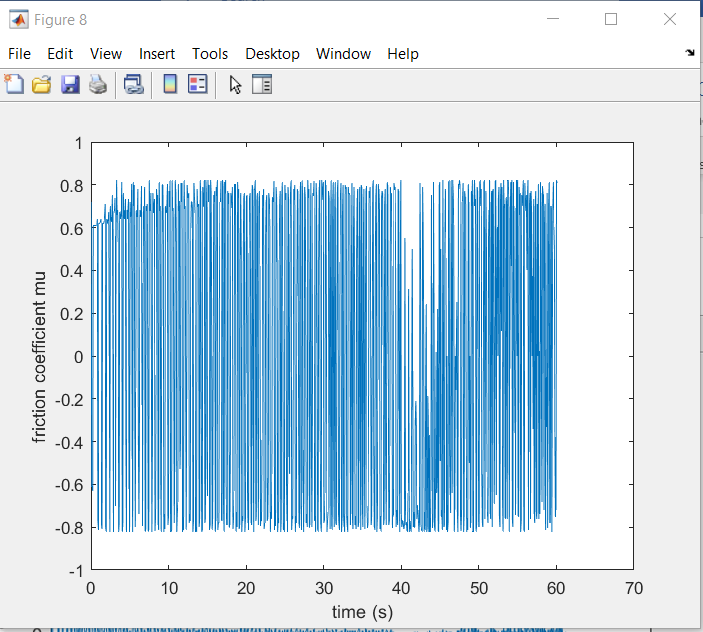 Figure 8
File Edit View Insert Tools Desktop Window Help
1
0.8
0.6
0.4
0.2
0
-0.2
-0.4
-0.6
-0.8
-1
friction coefficient mu
0 10 20 30 40 50 60 70
time (s)